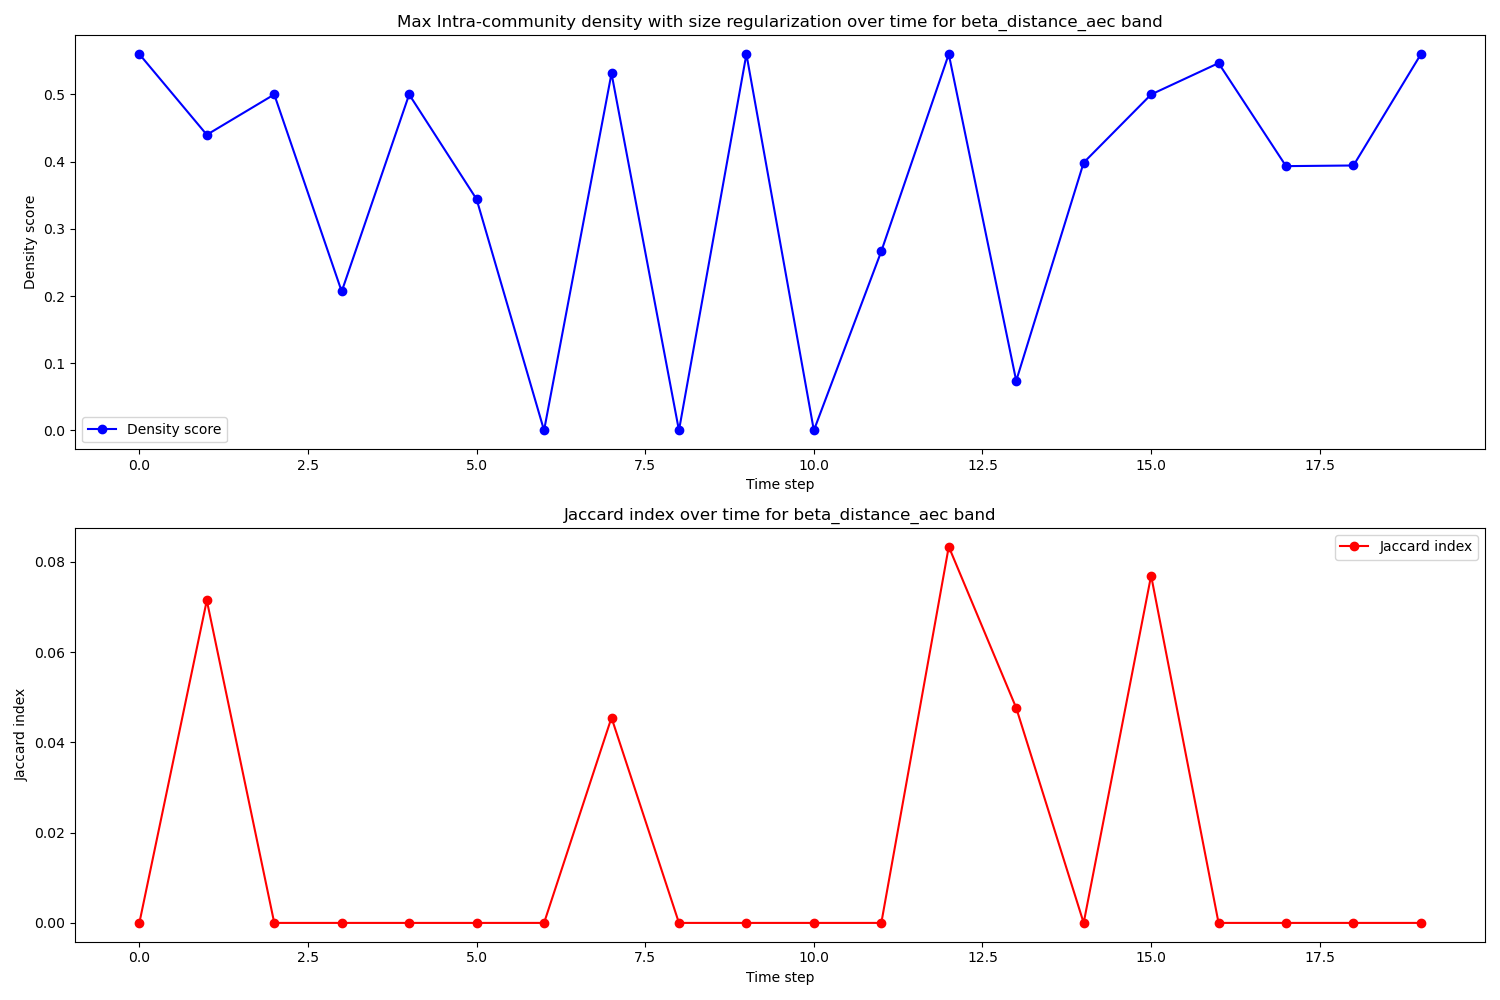 Max Intra-community density with size regularization over time for beta_distance_aec band
Density score
0.5
0.4
0.3
0.2
0.1
0.0
Density score
0.0 2.5 5.0 7.5 10.0 12.5 15.0 17.5
Time step
Jaccard index over time for beta_distance_aec band
Jaccard index
0.08
0.06
0.04
0.02
0.00
Jaccard index
0.0 2.5 5.0 7.5 10.0 12.5 15.0 17.5
Time step